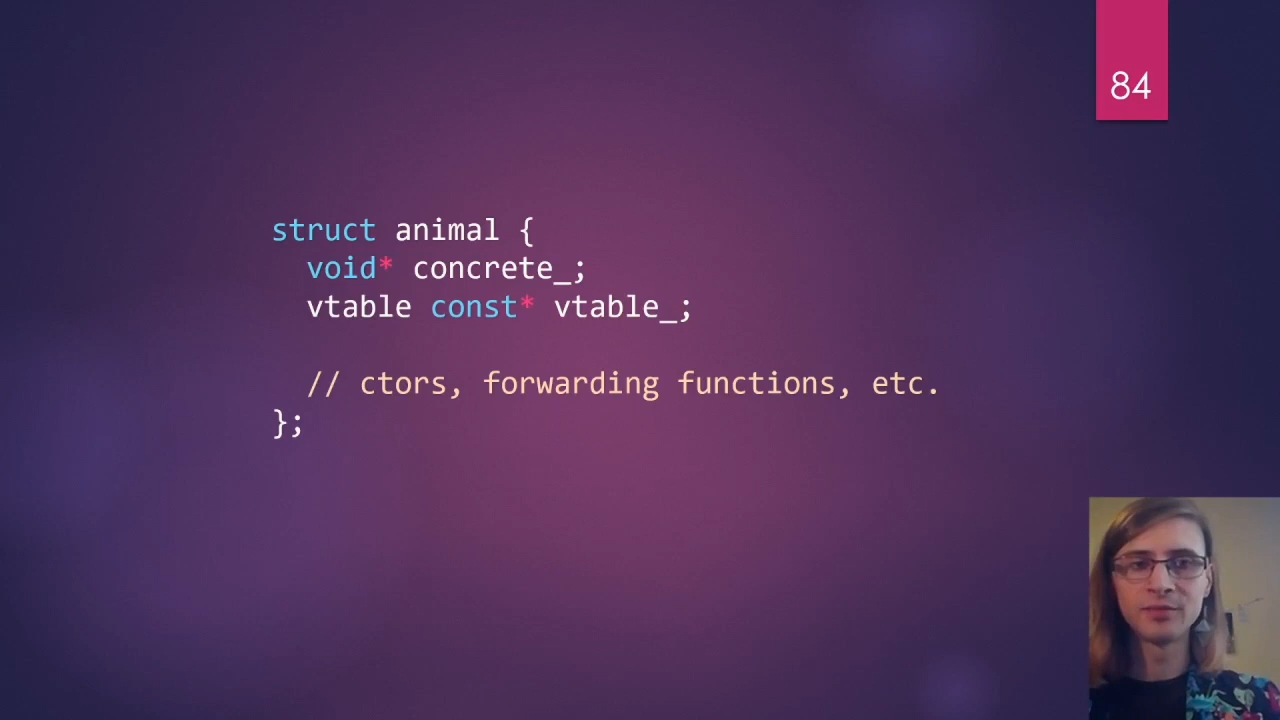 84
struct animal {
  void* concrete_;
  vtable const* vtable_;

  // ctors, forwarding functions, etc.
};